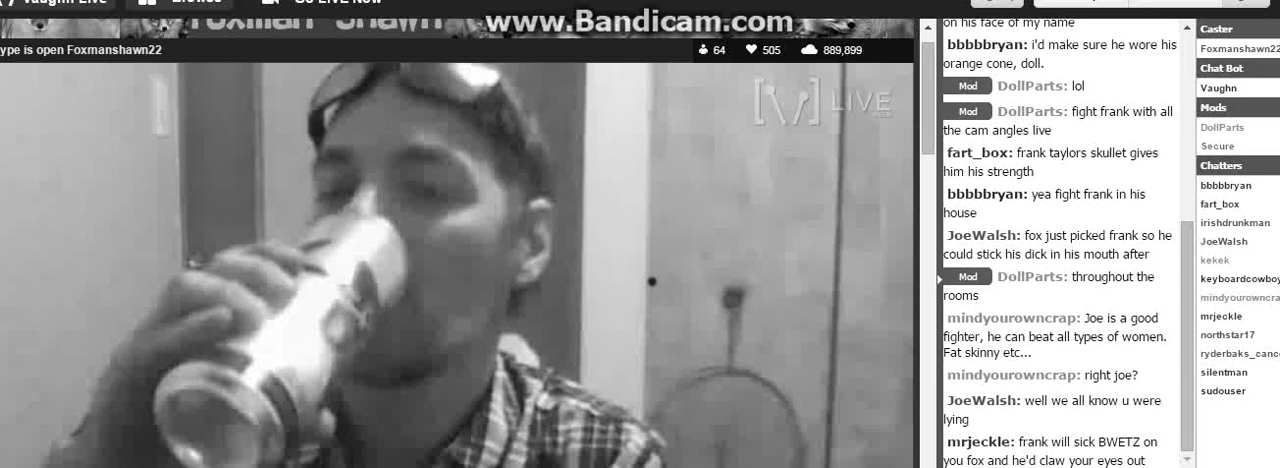 Vaughn Live
Browse
Go LIVE Now
www.Bandicam.com
Foxman Shawn
ype is open Foxmanshawn22
64 505 889,899
[V] LIVE
on his face of my name
bbbbbryan: i'd make sure he wore his
orange cone, doll.
Mod DollParts: lol
Mod DollParts: fight frank with all
the cam angles live
fart_box: frank taylors skullet gives
him his strength
bbbbbryan: yea fight frank in his
house
JoeWalsh: fox just picked frank so he
could stick his dick in his mouth after
Mod DollParts: throughout the
rooms
mindyourowncrap: Joe is a good
fighter, he can beat all types of women.
Fat skinny etc...
mindyourowncrap: right joe?
JoeWalsh: well we all know u were
lying
mrjeckle: frank will sick BWETZ on
you fox and he'd claw your eyes out
Caster
Foxmanshawn22
Chat Bot
Vaughn
Mods
DollParts
Secure
Chatters
bbbbbryan
fart_box
irishdrunkman
JoeWalsh
kekek
keyboardcowboy
mindyourowncrap
mrjeckle
northstar17
ryderbaks_canc
silentman
sudouser